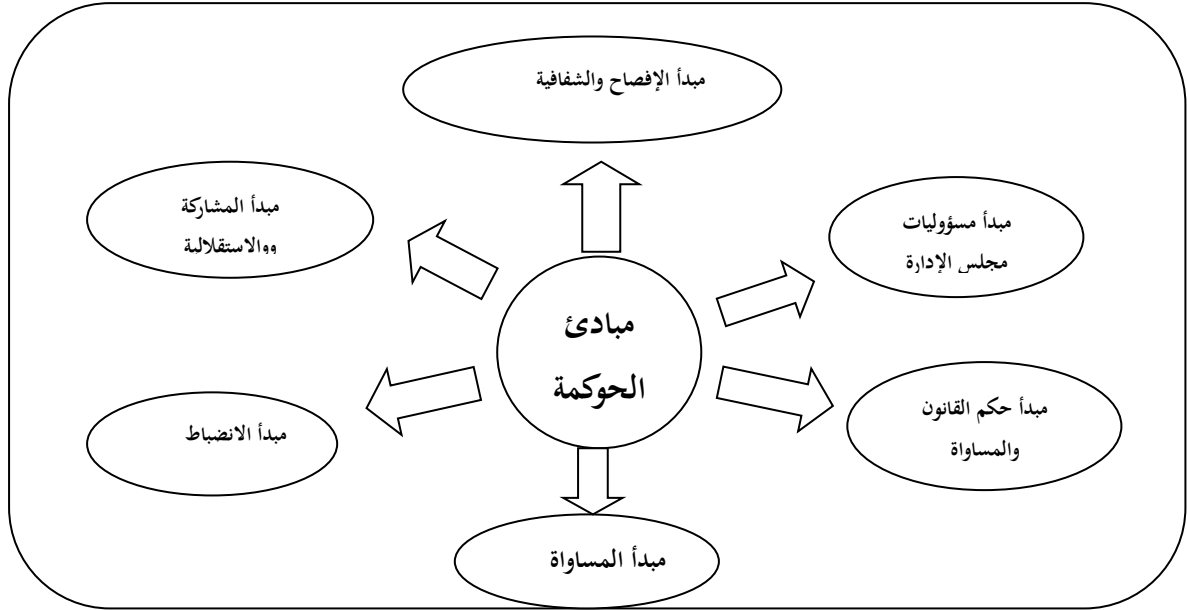 مبدأ الإفصاح والشفافية
مبدأ مسؤوليات
مجلس الإدارة
مبدأ المشاركة
ووالاستقلالية
مبادئ
الحوكمة
مبدأ حكم القانون
والمساواة
مبدأ الانضباط
مبدأ المساواة